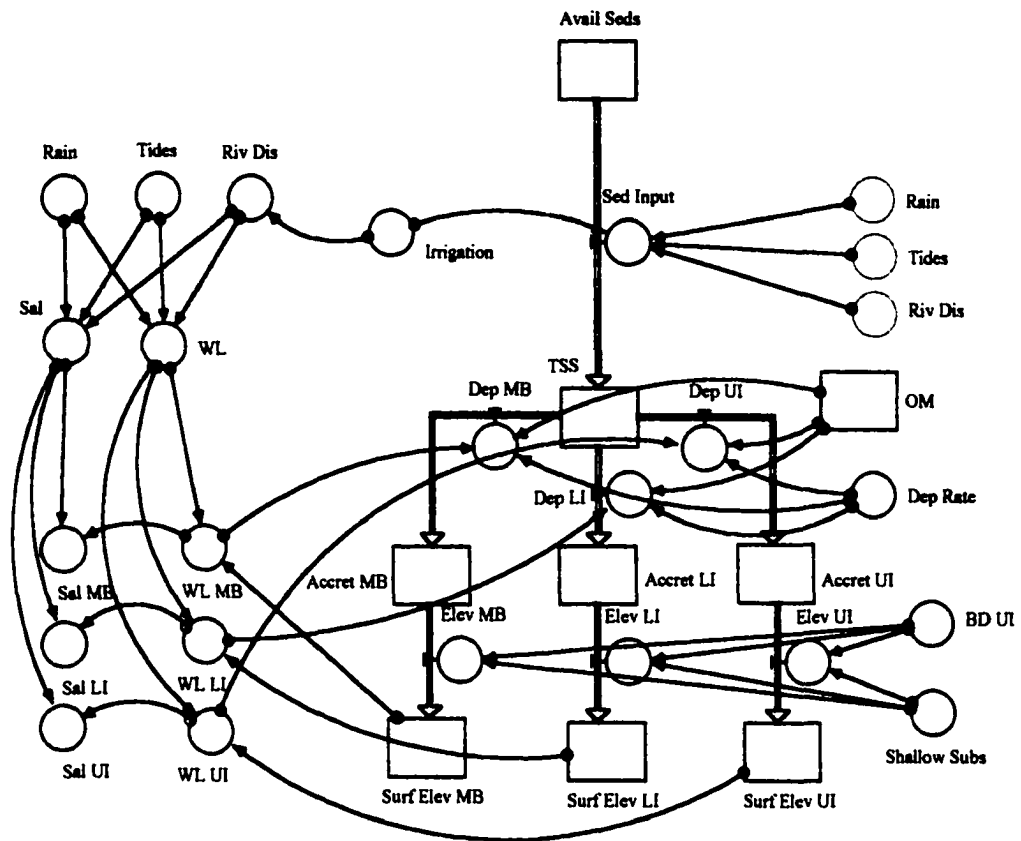 Avail Seds
Rain
Tides
Riv Dis
Sed Input
Rain
Irrigation
Tides
Riv Dis
Sal
WL
TSS
Dep MB
Dep UI
OM
Dep LI
Dep Rate
Sal MB
WL MB
Accret MB
Accret LI
Accret UI
Elev MB
Elev LI
Elev UI
BD UI
Sal LI
WL LI
Sal UI
WL UI
Shallow Subs
Surf Elev MB
Surf Elev LI
Surf Elev UI